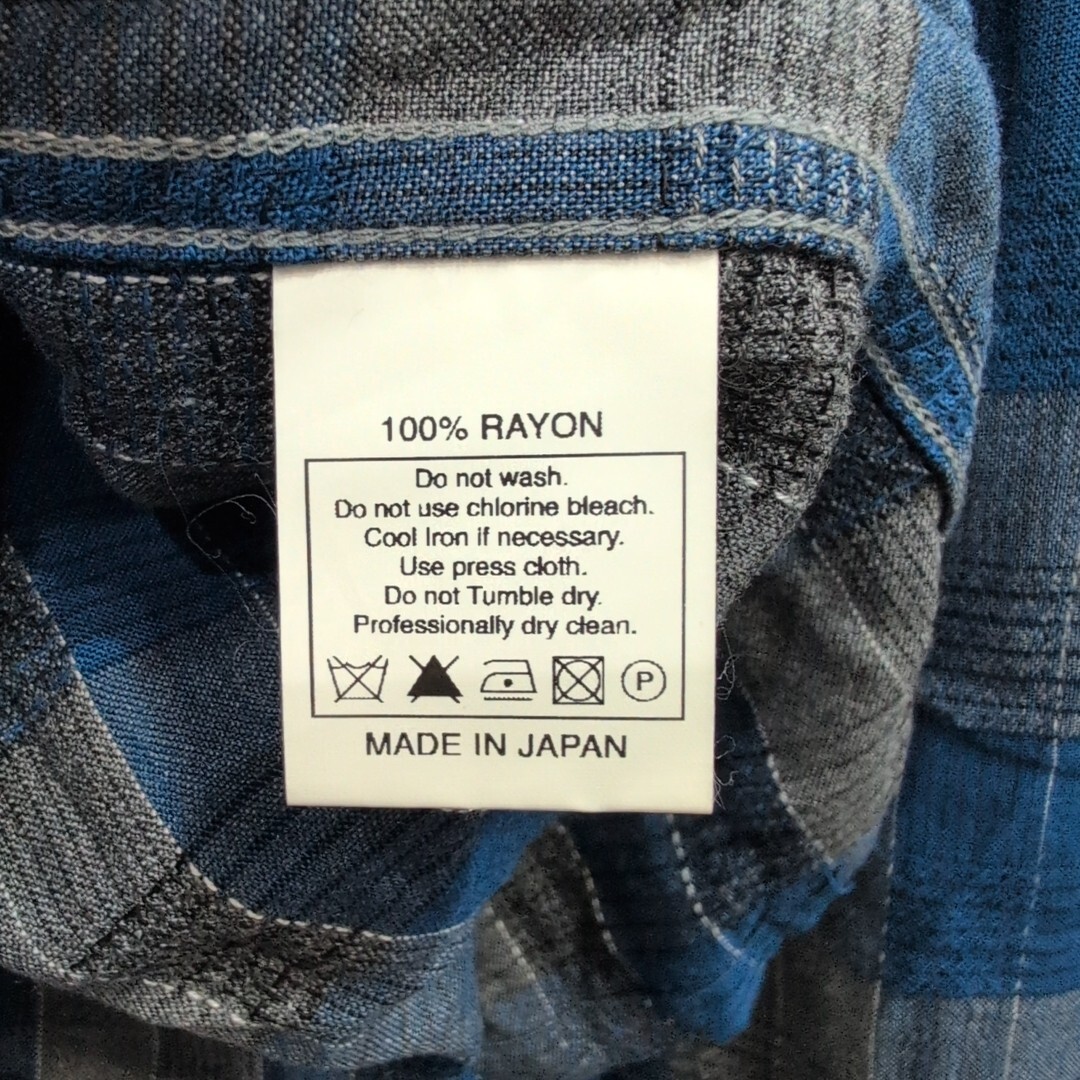 100% RAYON
Do not wash.
Do not use chlorine bleach.
Cool Iron if necessary.
Use press cloth.
Do not Tumble dry.
Professionally dry clean.
P
MADE IN JAPAN